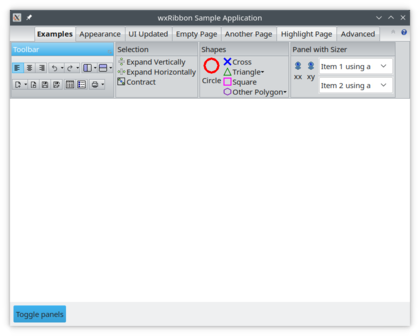 wxRibbon Sample Application
Examples Appearance UI Updated Empty Page Another Page Highlight Page Advanced
Toolbar Selection Shapes Panel with Sizer
Expand Vertically
Expand Horizontally
Contract
Circle
Cross
Triangle
Square
Other Polygon
xx xy
Item 1 using a
Item 2 using a
Toggle panels